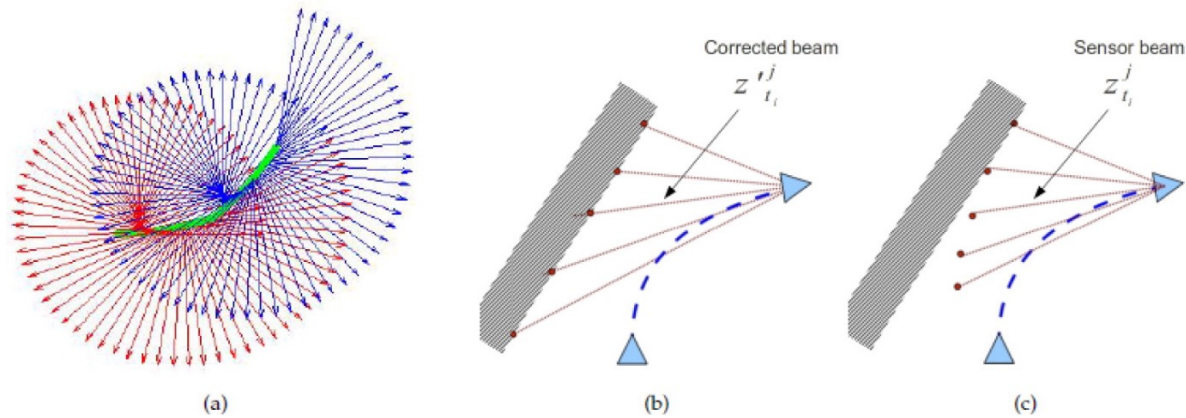 Corrected beam
z'^j_{t_i}
Sensor beam
z^j_{t_i}
(a)
(b)
(c)